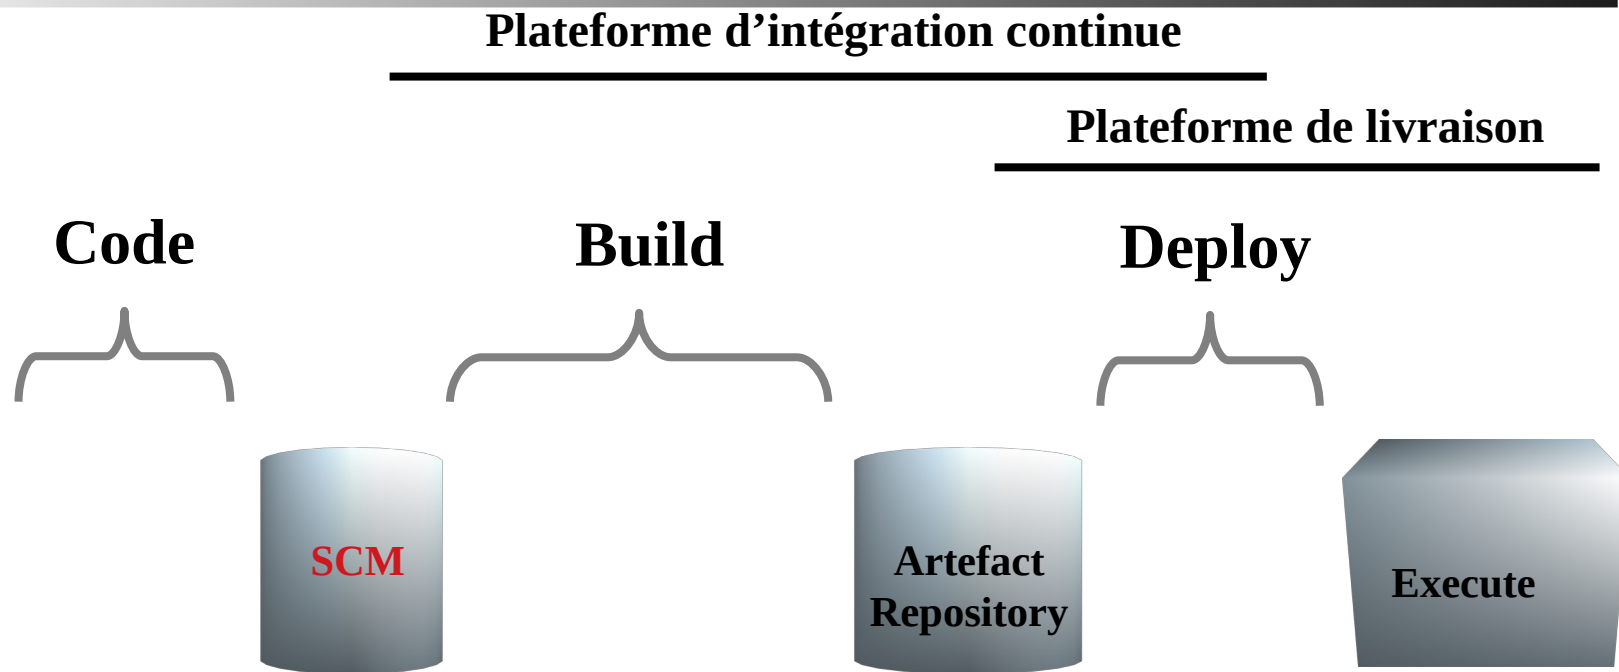 Plateforme d’intégration continue
Plateforme de livraison
Code
Build
Deploy
SCM
Artefact
Repository
Execute